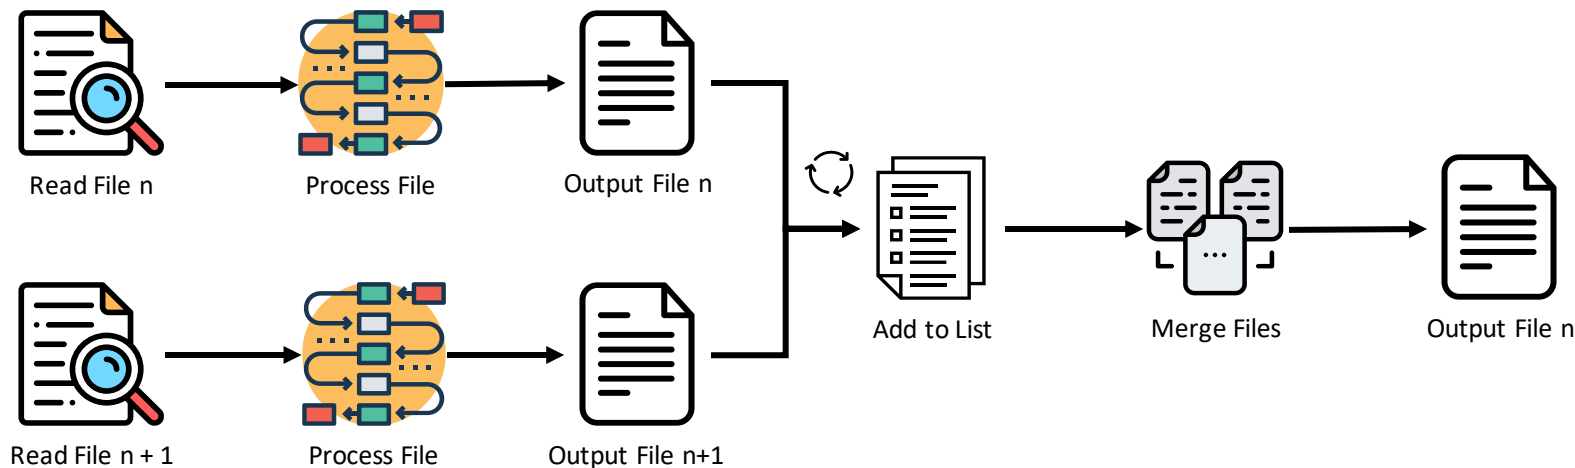 Read File n
Process File
Output File n
Add to List
Merge Files
Output File n
Read File n + 1
Process File
Output File n+1